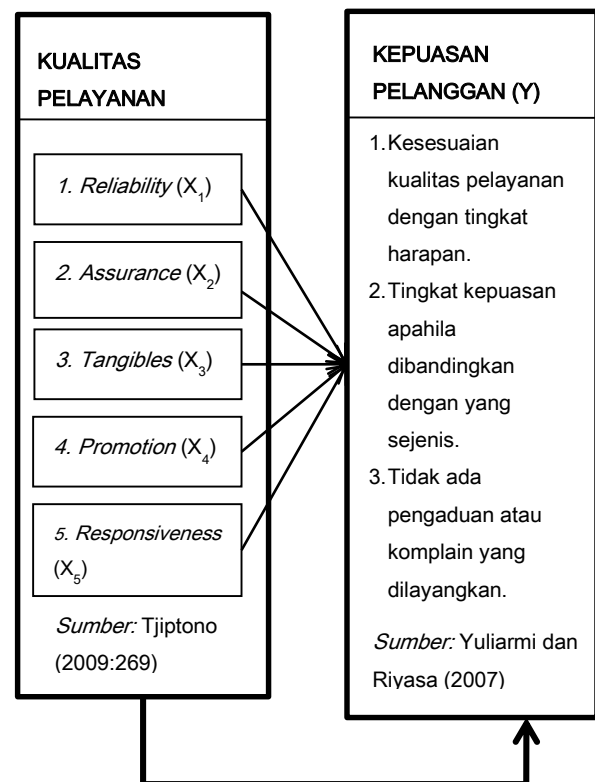 KUALITAS
PELAYANAN
1. Reliability (X₁)
2. Assurance (X₂)
3. Tangibles (X₃)
4. Promotion (X₄)
5. Responsiveness
(X₅)
Sumber: Tjiptono
(2009:269)
KEPUASAN
PELANGGAN (Y)
1.Kesesuaian
kualitas pelayanan
dengan tingkat
harapan.
2.Tingkat kepuasan
apahila
dibandingkan
dengan yang
sejenis.
3.Tidak ada
pengaduan atau
komplain yang
dilayangkan.
Sumber: Yuliarmi dan
Riyasa (2007)